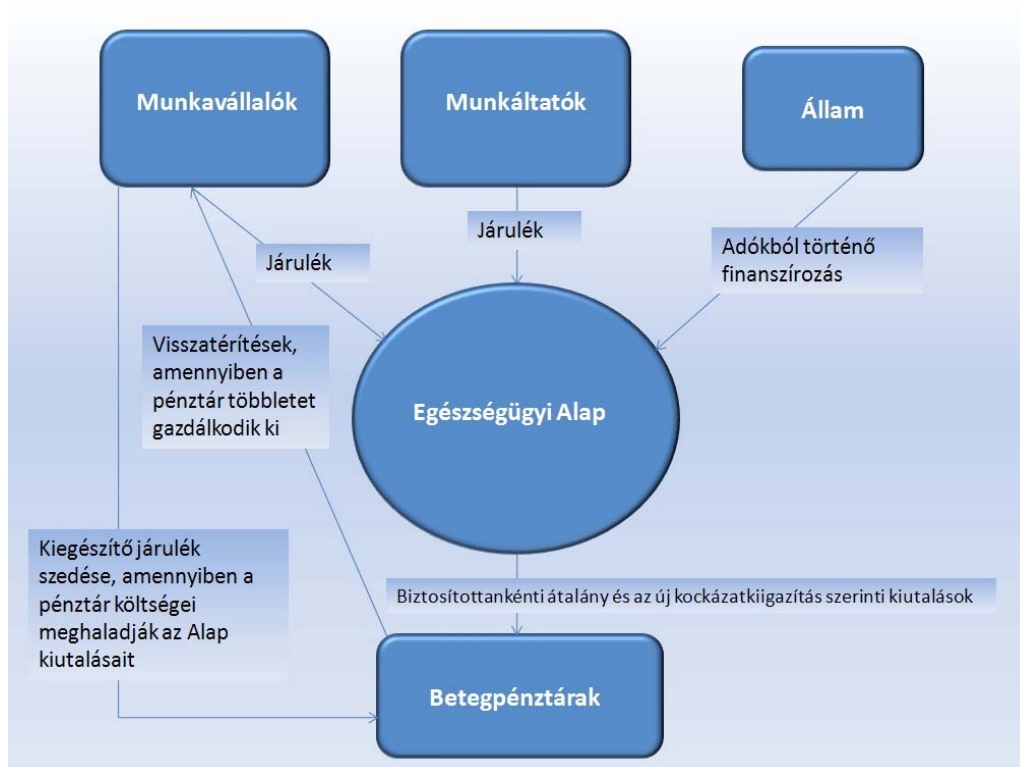 Munkavállalók
Munkáltatók
Állam
Járulék
Járulék
Adókból történő
finanszírozás
Visszatérítések,
amennyiben a
pénztár többletet
gazdálkodik ki
Egészségügyi Alap
Kiegészítő járulék
szedése, amennyiben a
pénztár költségei
meghaladják az Alap
kiutalásait
Biztosítottankénti átalány és az új kockázatkiigazítás szerinti kiutalások
Betegpénztárak